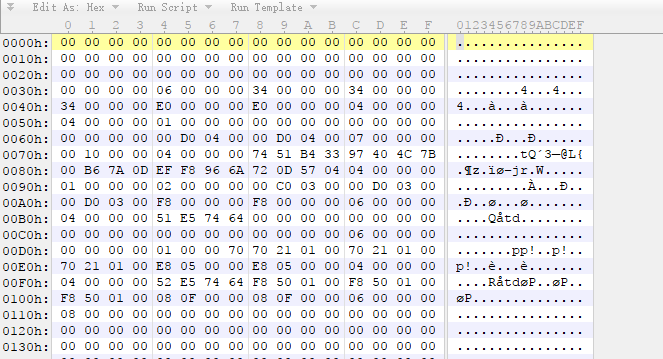 Edit As: Hex Run Script Run Template
0 1 2 3 4 5 6 7 8 9 A B C D E F 0123456789ABCDEF
0000h: 00 00 00 00 00 00 00 00 00 00 00 00 00 00 00 00 ................
0010h: 00 00 00 00 00 00 00 00 00 00 00 00 00 00 00 00 ................
0020h: 00 00 00 00 00 00 00 00 00 00 00 00 00 00 00 00 ................
0030h: 00 00 00 00 06 00 00 00 34 00 00 00 34 00 00 00 ........4...4...
0040h: 34 00 00 00 E0 00 00 00 E0 00 00 00 04 00 00 00 4...à...à.......
0050h: 04 00 00 00 01 00 00 00 00 00 00 00 00 00 00 00 ................
0060h: 00 00 00 00 00 D0 04 00 00 D0 04 00 07 00 00 00 .....Ð...Ð......
0070h: 00 10 00 00 04 00 00 00 74 51 B4 33 97 40 4C 7B ........tQ´3—@L{
0080h: 00 B6 7A 0D EF F8 96 6A 72 0D 57 04 04 00 00 00 .¶z.ïø–jr.W.....
0090h: 01 00 00 00 02 00 00 00 00 C0 03 00 00 D0 03 00 .........À...Ð..
00A0h: 00 D0 03 00 F8 00 00 00 F8 00 00 00 06 00 00 00 .Ð..ø...ø.......
00B0h: 04 00 00 00 51 E5 74 64 00 00 00 00 00 00 00 00 ....Qåtd........
00C0h: 00 00 00 00 00 00 00 00 00 00 00 00 06 00 00 00 ................
00D0h: 00 00 00 00 01 00 00 70 70 21 01 00 70 21 01 00 .......pp!..p!..
00E0h: 70 21 01 00 E8 05 00 00 E8 05 00 00 04 00 00 00 p!..è...è.......
00F0h: 04 00 00 00 52 E5 74 64 F8 50 01 00 F8 50 01 00 ....RåtdøP..øP..
0100h: F8 50 01 00 08 0F 00 00 08 0F 00 00 06 00 00 00 øP..............
0110h: 08 00 00 00 00 00 00 00 00 00 00 00 00 00 00 00 ................
0120h: 00 00 00 00 00 00 00 00 00 00 00 00 00 00 00 00 ................
0130h: 00 00 00 00 00 00 00 00 00 00 00 00 00 00 00 00 ................